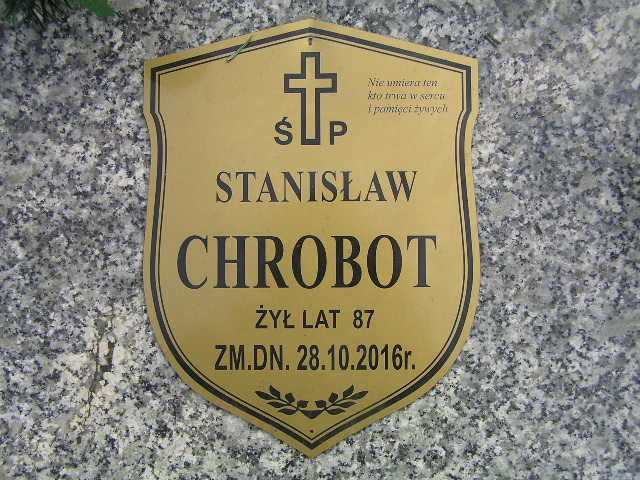 Nie umiera ten
kto trwa w sercu
i pamięci żywych
Ś P
STANISŁAW
CHROBOT
ŻYŁ LAT 87
ZM.DN. 28.10.2016r.